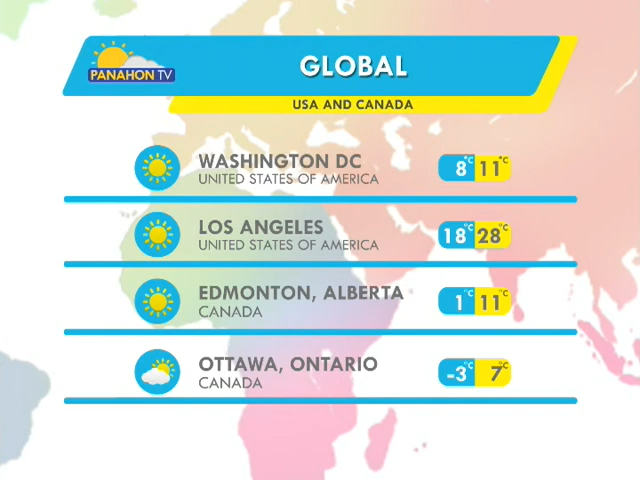 PANAHON TV
GLOBAL
USA AND CANADA
WASHINGTON DC
UNITED STATES OF AMERICA
8°C 11°C
LOS ANGELES
UNITED STATES OF AMERICA
18°C 28°C
EDMONTON, ALBERTA
CANADA
1°C 11°C
OTTAWA, ONTARIO
CANADA
-3°C 7°C